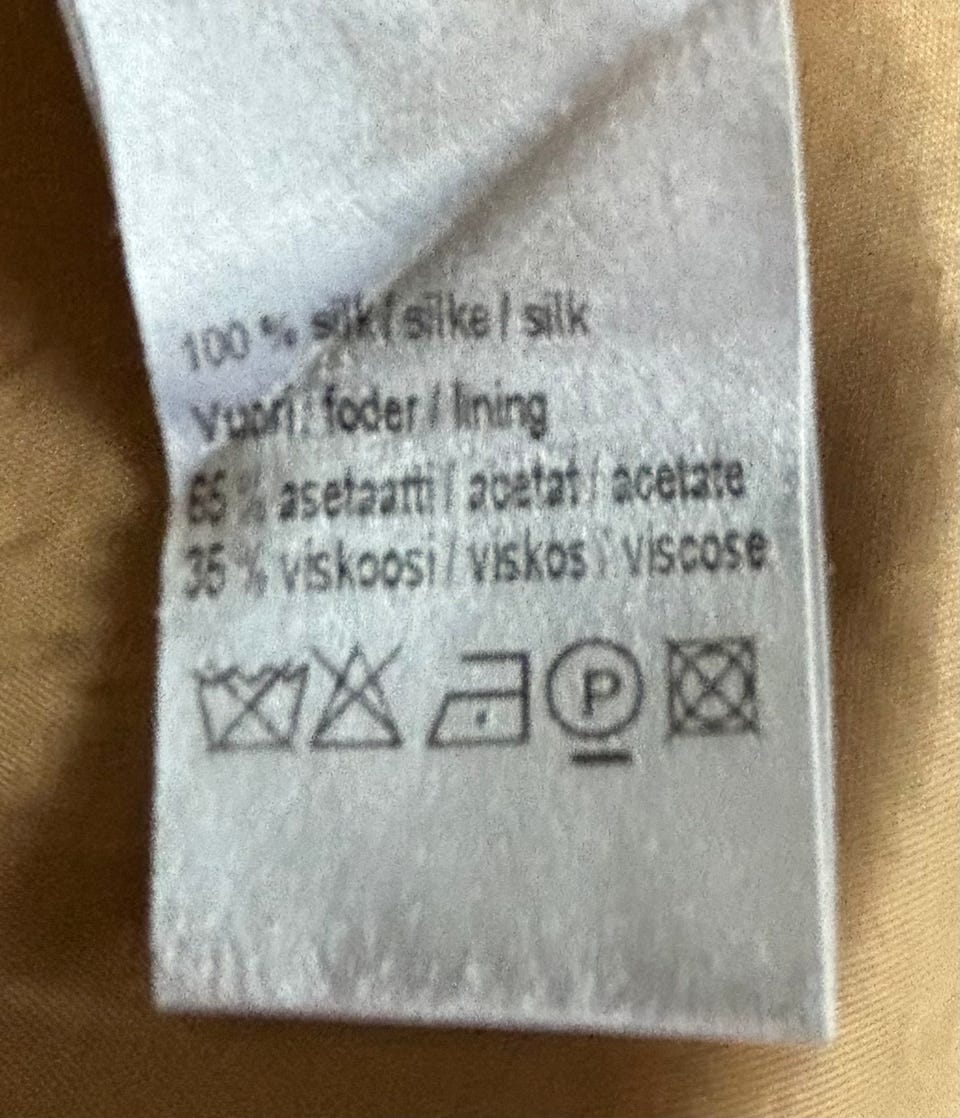 100 % silk / silke / silk
Vuori / foder / lining
65 % asetaatti / acetat / acetate
35 % viskoosi / viskos / viscose
P